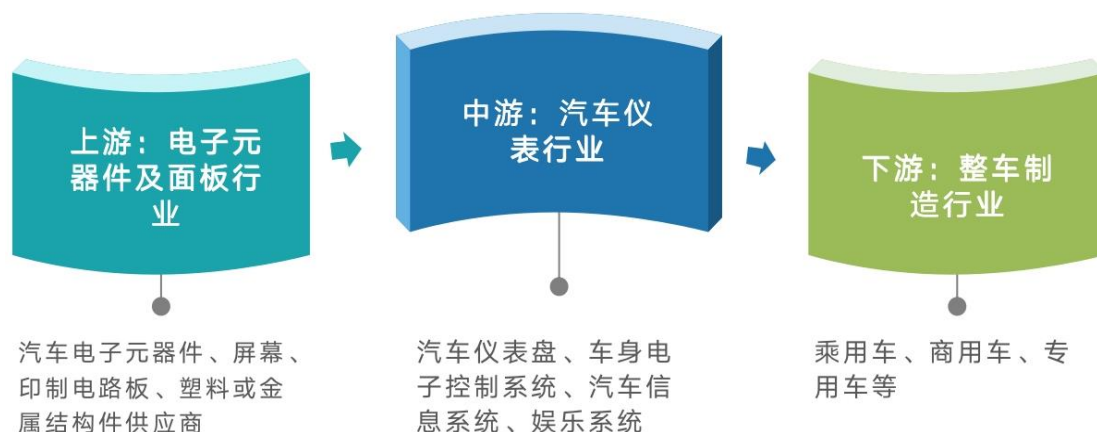 上游：电子元
器件及面板行
业
中游：汽车仪
表行业
下游：整车制
造行业
汽车电子元器件、屏幕、
印制电路板、塑料或金
属结构件供应商
汽车仪表盘、车身电
子控制系统、汽车信
息系统、娱乐系统
乘用车、商用车、专
用车等